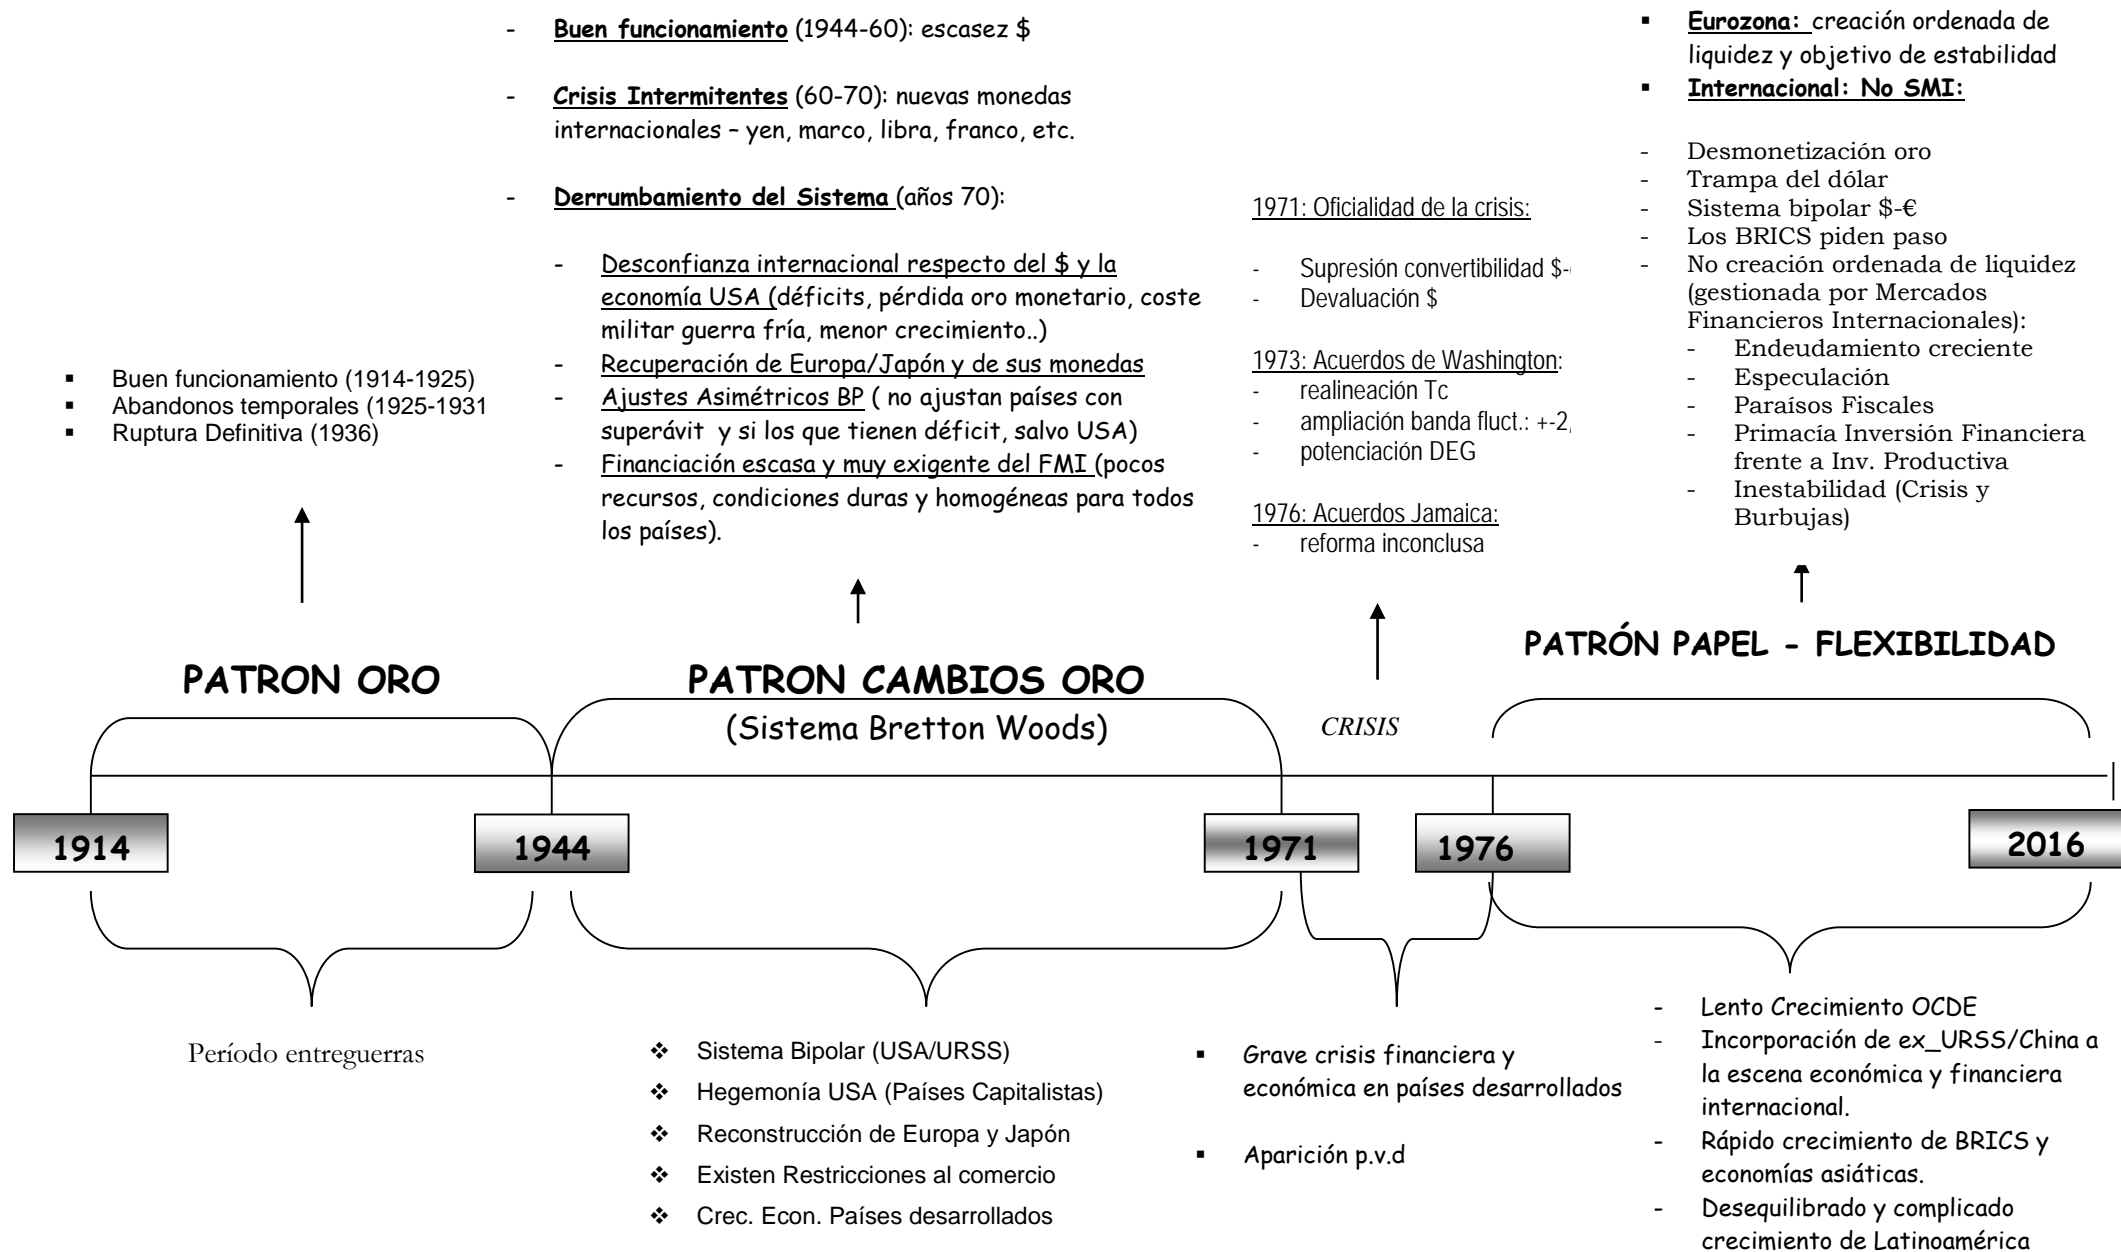 - Buen funcionamiento (1944-60): escasez $
- Crisis Intermitentes (60-70): nuevas monedas
internacionales – yen, marco, libra, franco, etc.
- Derrumbamiento del Sistema (años 70):
- Desconfianza internacional respecto del $ y la
economía USA (déficits, pérdida oro monetario, coste
militar guerra fría, menor crecimiento..)
- Recuperación de Europa/Japón y de sus monedas
- Ajustes Asimétricos BP ( no ajustan países con
superávit y si los que tienen déficit, salvo USA)
- Financiación escasa y muy exigente del FMI (pocos
recursos, condiciones duras y homogéneas para todos
los países).
▪ Buen funcionamiento (1914-1925)
▪ Abandonos temporales (1925-1931
▪ Ruptura Definitiva (1936)
1971: Oficialidad de la crisis:
- Supresión convertibilidad $-
- Devaluación $
1973: Acuerdos de Washington:
- realineación Tc
- ampliación banda fluct.: +-2,
- potenciación DEG
1976: Acuerdos Jamaica:
- reforma inconclusa
▪ Eurozona: creación ordenada de
liquidez y objetivo de estabilidad
▪ Internacional: No SMI:
- Desmonetización oro
- Trampa del dólar
- Sistema bipolar $-€
- Los BRICS piden paso
- No creación ordenada de liquidez
(gestionada por Mercados
Financieros Internacionales):
- Endeudamiento creciente
- Especulación
- Paraísos Fiscales
- Primacía Inversión Financiera
frente a Inv. Productiva
- Inestabilidad (Crisis y
Burbujas)
PATRON ORO
PATRON CAMBIOS ORO
(Sistema Bretton Woods)
CRISIS
PATRÓN PAPEL - FLEXIBILIDAD
1914
1944
1971
1976
2016
Período entreguerras
❖ Sistema Bipolar (USA/URSS)
❖ Hegemonía USA (Países Capitalistas)
❖ Reconstrucción de Europa y Japón
❖ Existen Restricciones al comercio
❖ Crec. Econ. Países desarrollados
▪ Grave crisis financiera y
económica en países desarrollados
▪ Aparición p.v.d
- Lento Crecimiento OCDE
- Incorporación de ex_URSS/China a
la escena económica y financiera
internacional.
- Rápido crecimiento de BRICS y
economías asiáticas.
- Desequilibrado y complicado
crecimiento de Latinoamérica